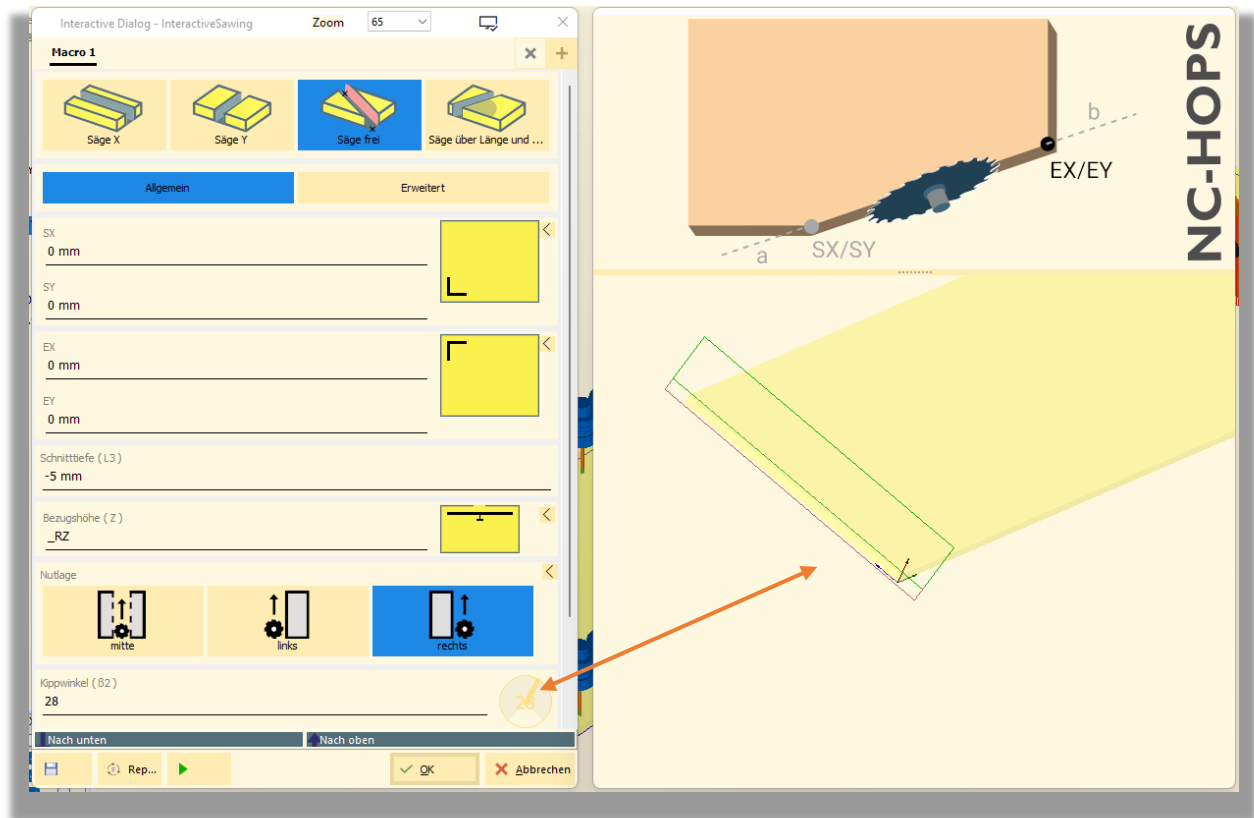 Interactive Dialog - InteractiveSawing Zoom 65
Macro 1
Säge X
Säge Y
Säge frei
Säge über Länge und ...
Allgemein
Erweitert
SX
0 mm
SY
0 mm
EX
0 mm
EY
0 mm
Schnitttiefe ( L3 )
-5 mm
Bezugshöhe ( Z )
_RZ
Nutlage
mitte
links
rechts
Kippwinkel ( ß2 )
28
28
Nach unten
Nach oben
Rep...
OK
Abbrechen
b
EX/EY
a
SX/SY
NC-HOPS